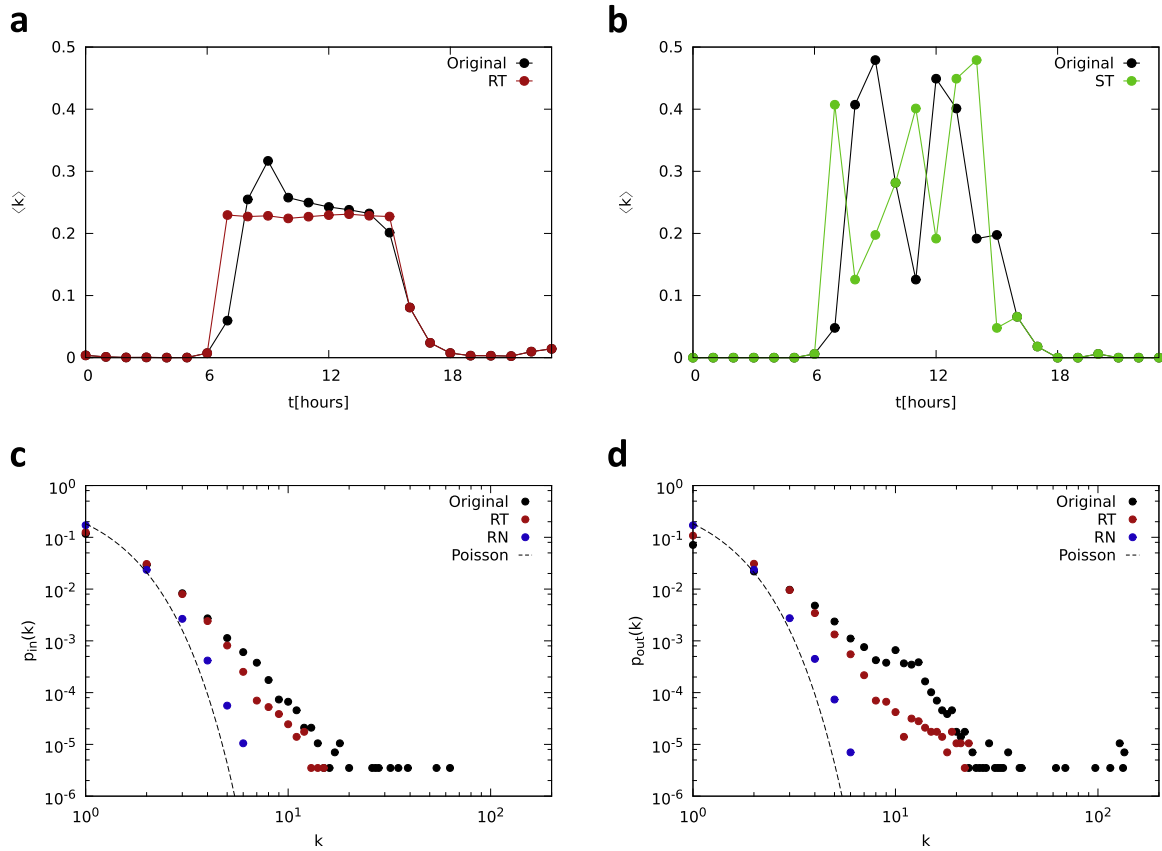 a
0.5
0.4
0.3
0.2
0.1
0
⟨k⟩
Original
RT
0 6 12 18
t[hours]
b
0.5
0.4
0.3
0.2
0.1
0
⟨k⟩
Original
ST
0 6 12 18
t[hours]
c
10⁰
10⁻¹
10⁻²
10⁻³
10⁻⁴
10⁻⁵
10⁻⁶
p_in(k)
Original
RT
RN
Poisson
10⁰ 10¹ 10²
k
d
10⁰
10⁻¹
10⁻²
10⁻³
10⁻⁴
10⁻⁵
10⁻⁶
p_out(k)
Original
RT
RN
Poisson
10⁰ 10¹ 10²
k